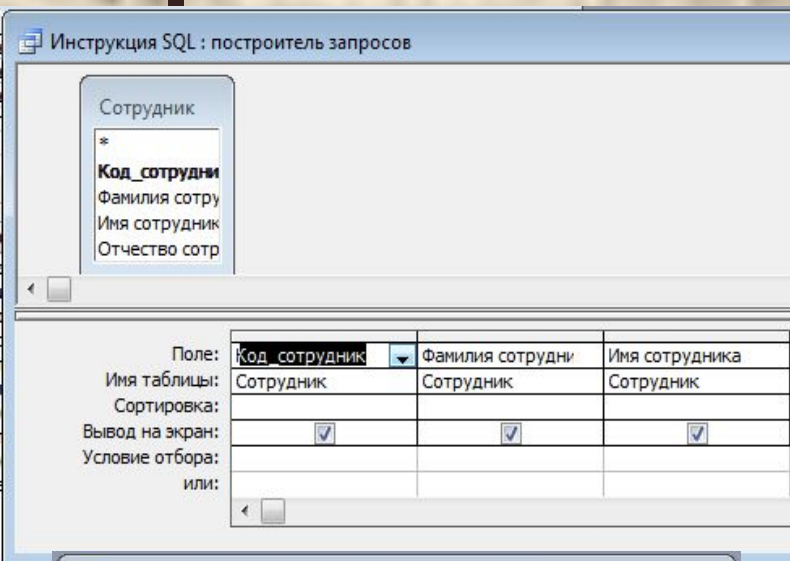 Инструкция SQL : построитель запросов
Сотрудник
*
Код_сотрудни
Фамилия сотру
Имя сотрудник
Отчество сотр
Поле: Код_сотрудник Фамилия сотрудни Имя сотрудника
Имя таблицы: Сотрудник Сотрудник Сотрудник
Сортировка:
Вывод на экран:
Условие отбора:
или: